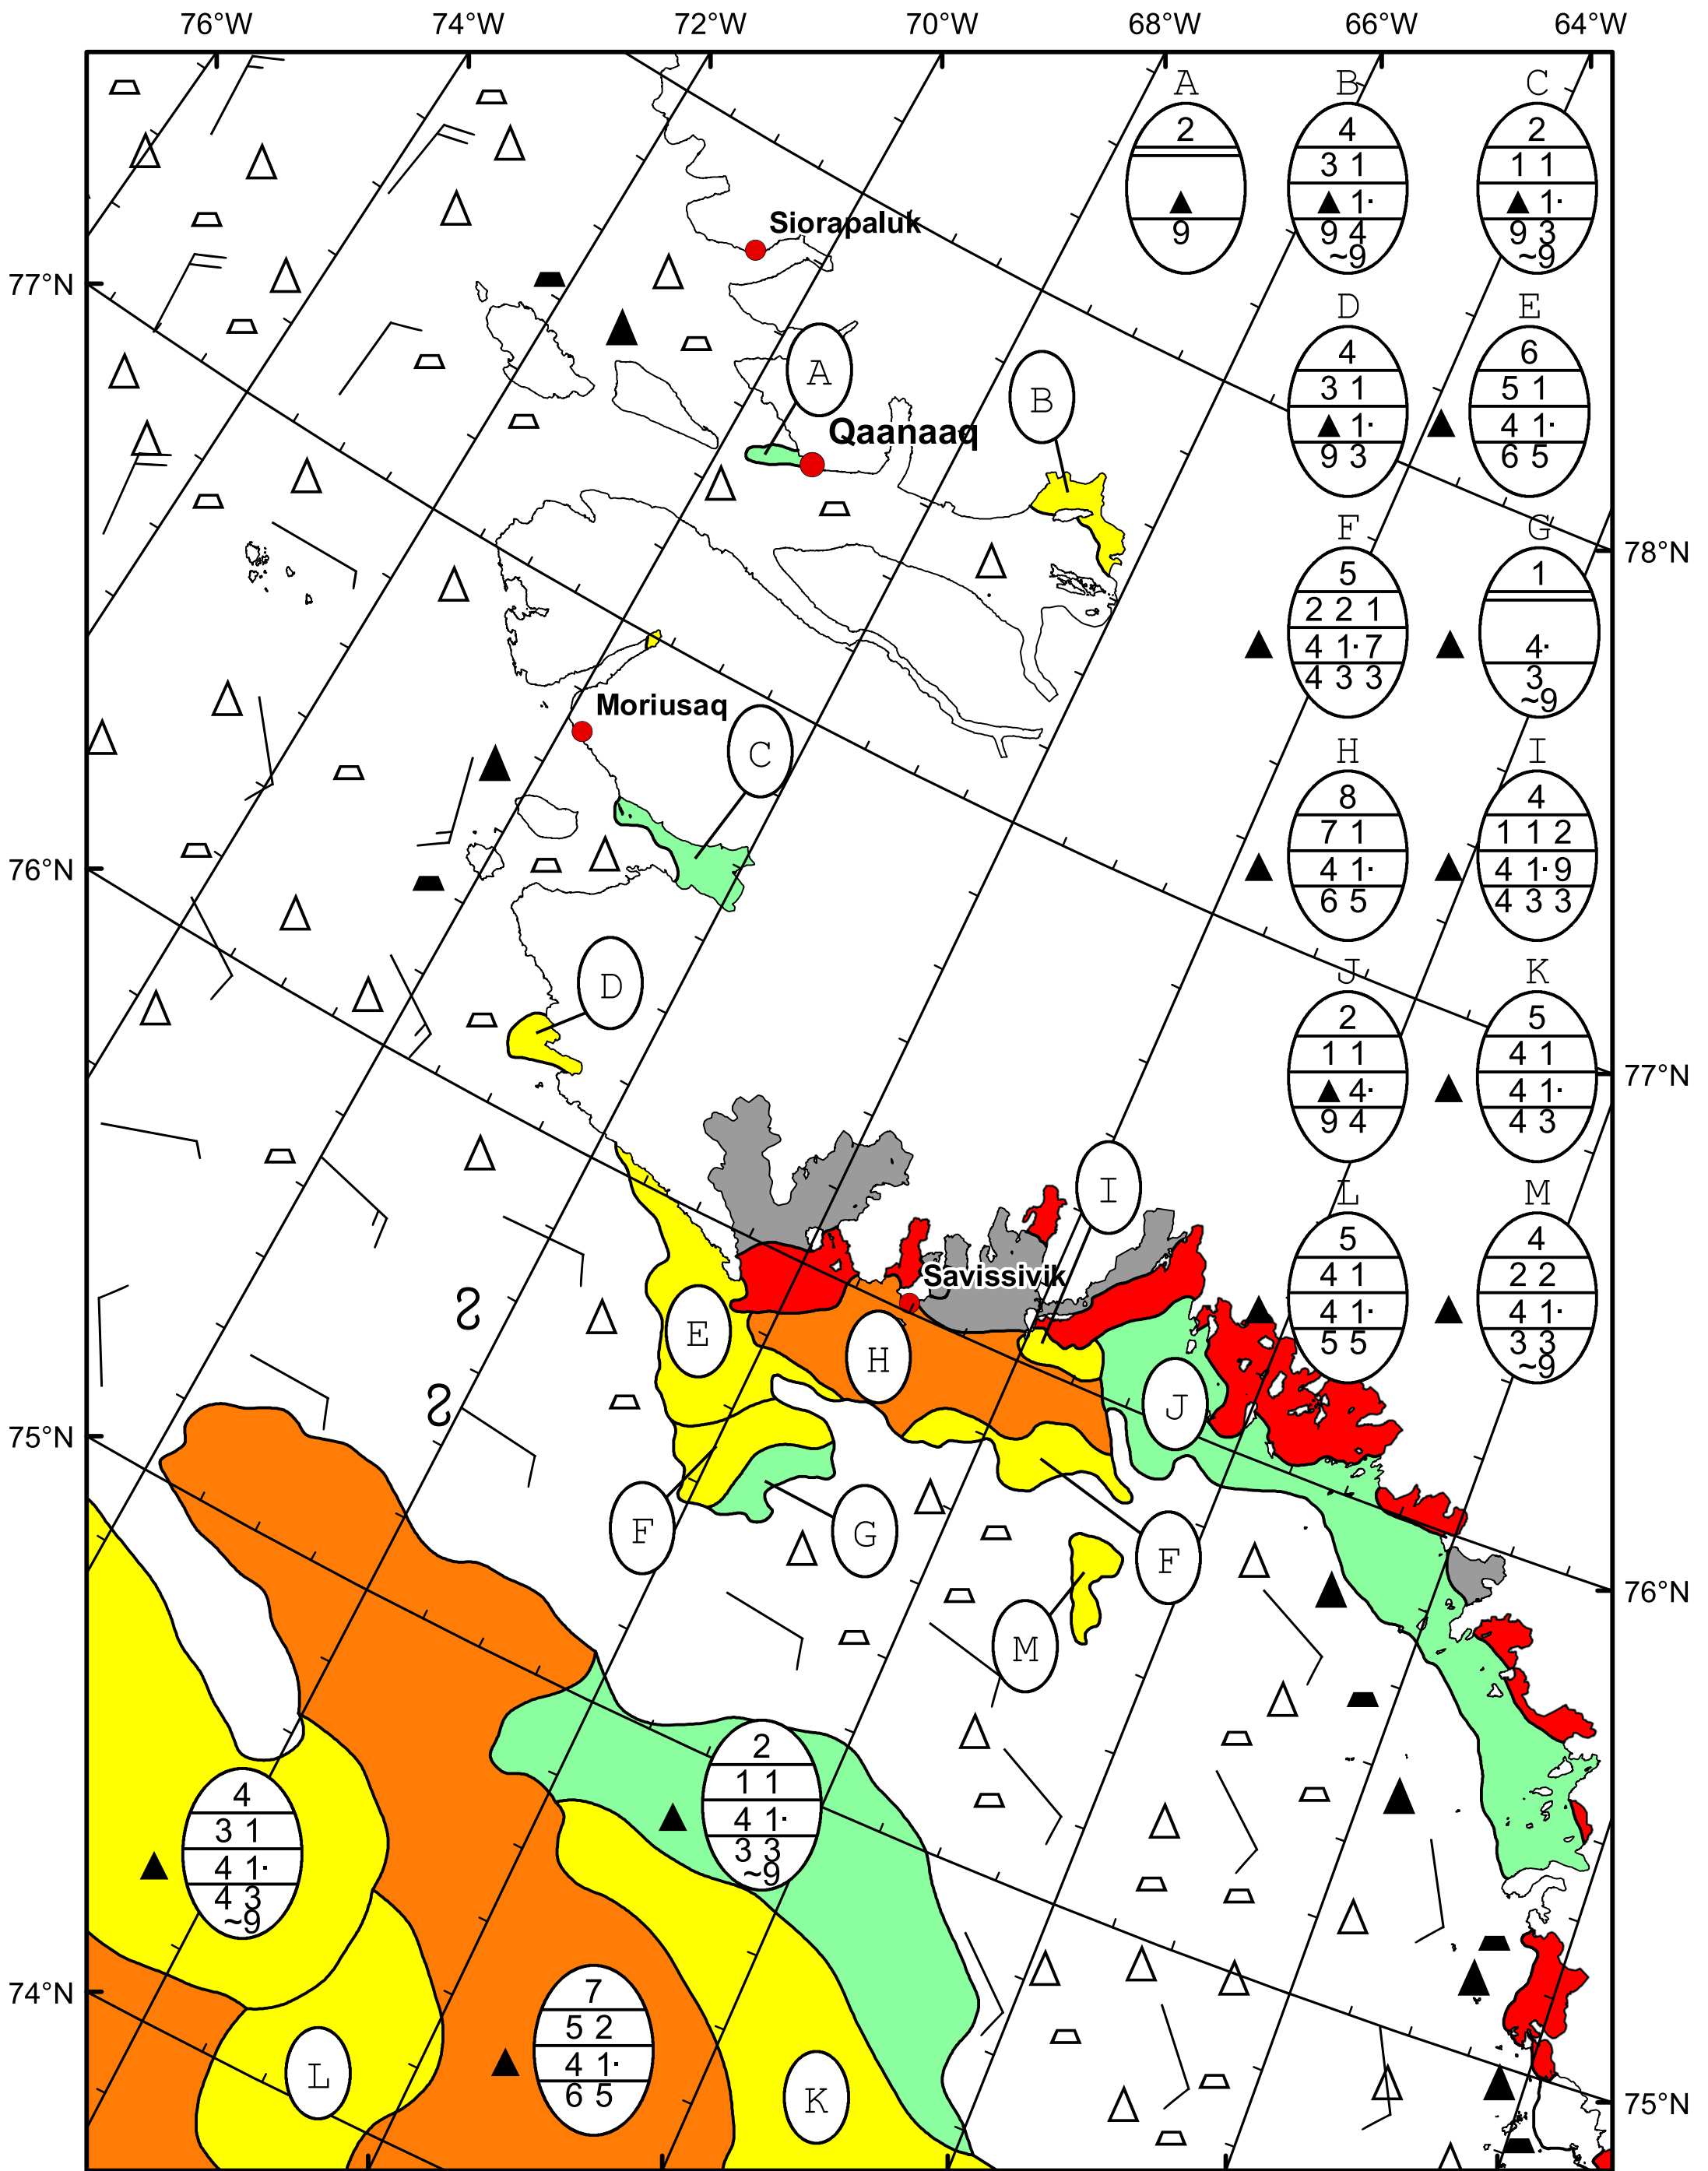 76°W 74°W 72°W 70°W 68°W 66°W 64°W
A B C
2 4 2
3 1 1 1
▲ ▲ 1· ▲ 1·
9 9 4 9 3
~9 ~9
Siorapaluk
77°N
D E
4 6
3 1 5 1
▲ 1· 4 1·
9 3 6 5
A
B
Qaanaaq
F G
78°N
5 1
2 2 1
4 1·7 4·
4 3 3 3
~9
Moriusaq
C
H I
8 4
7 1 1 1 2
4 1· 4 1·9
6 5 4 3 3
76°N
D
J K
2 5
1 1 4 1
▲ 4· 4 1·
9 4 4 3
77°N
I
L M
5 4
4 1 2 2
4 1· 4 1·
5 5 3 3
~9
Savissivik
E
H
J
75°N
F
G
F
76°N
M
2
1 1
4 1·
3 3
~9
4
3 1
4 1·
4 3
~9
74°N
7
5 2
4 1·
6 5
L
K
75°N